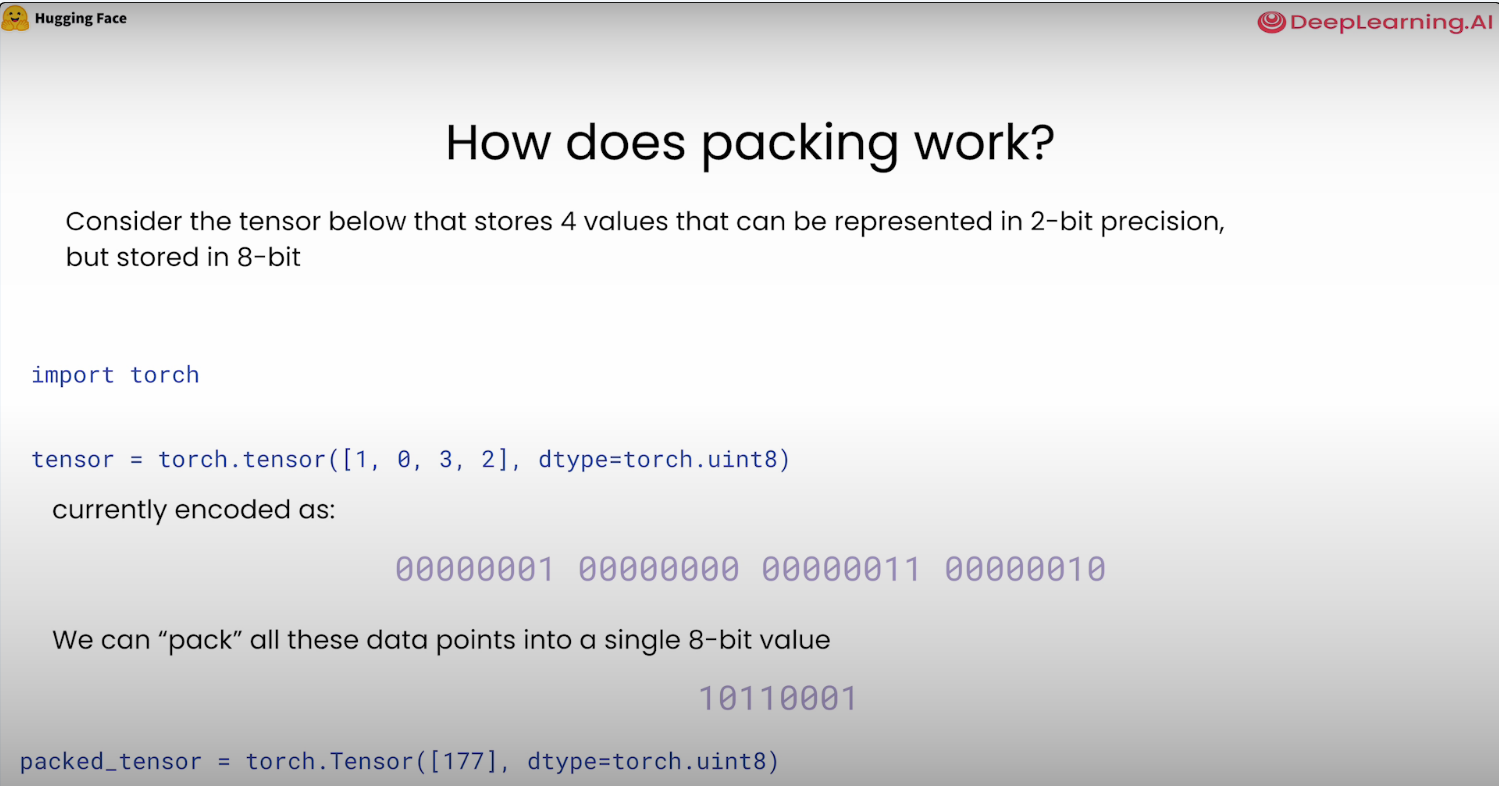 Hugging Face
DeepLearning.AI
How does packing work?
Consider the tensor below that stores 4 values that can be represented in 2-bit precision,
but stored in 8-bit
import torch
tensor = torch.tensor([1, 0, 3, 2], dtype=torch.uint8)
currently encoded as:
00000001 00000000 00000011 00000010
We can “pack” all these data points into a single 8-bit value
10110001
packed_tensor = torch.Tensor([177], dtype=torch.uint8)